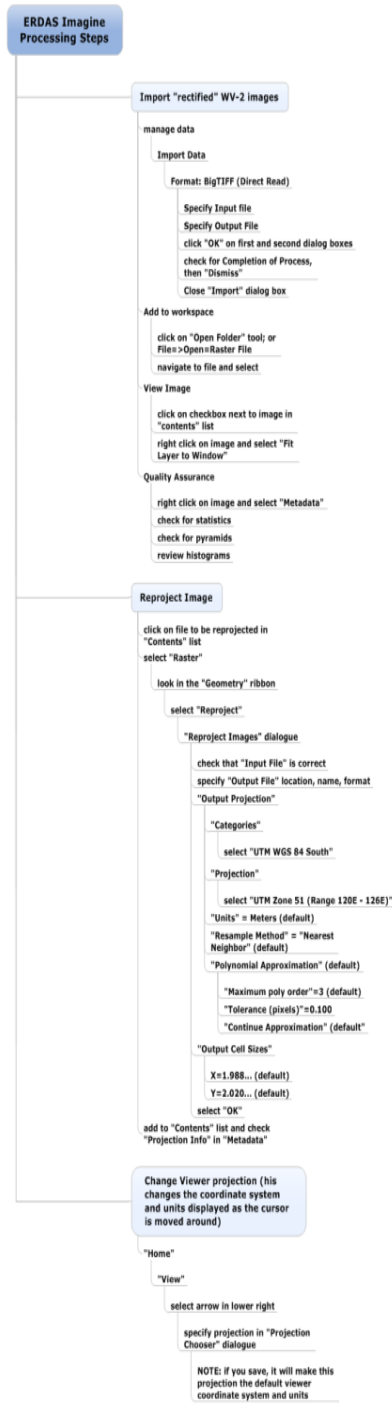 ERDAS Imagine
Processing Steps
Import "rectified" WV-2 images
manage data
Import Data
Format: BigTIFF (Direct Read)
Specify Input file
Specify Output File
click "OK" on first and second dialog boxes
check for Completion of Process,
then "Dismiss"
Close "Import" dialog box
Add to workspace
click on "Open Folder" tool; or
File=>Open=Raster File
navigate to file and select
View Image
click on checkbox next to image in
"contents" list
right click on image and select "Fit
Layer to Window"
Quality Assurance
right click on image and select "Metadata"
check for statistics
check for pyramids
review histograms
Reproject Image
click on file to be reprojected in
"Contents" list
select "Raster"
look in the "Geometry" ribbon
select "Reproject"
"Reproject Images" dialogue
check that "Input File" is correct
specify "Output File" location, name, format
"Output Projection"
"Categories"
select "UTM WGS 84 South"
"Projection"
select "UTM Zone 51 (Range 120E - 126E)"
"Units" = Meters (default)
"Resample Method" = "Nearest
Neighbor" (default)
"Polynomial Approximation" (default)
"Maximum poly order"=3 (default)
"Tolerance (pixels)"=0.100
"Continue Approximation" (default"
"Output Cell Sizes"
X=1.988... (default)
Y=2.020... (default)
select "OK"
add to "Contents" list and check
"Projection Info" in "Metadata"
Change Viewer projection (his
changes the coordinate system
and units displayed as the cursor
is moved around)
"Home"
"View"
select arrow in lower right
specify projection in "Projection
Chooser" dialogue
NOTE: if you save, it will make this
projection the default viewer
coordinate system and units